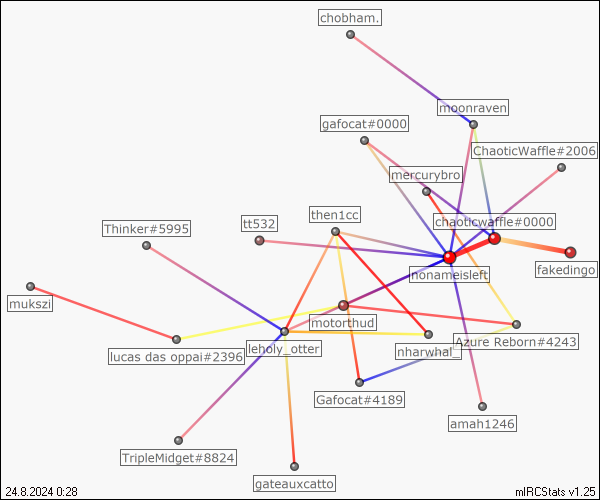 chobham.
moonraven
gafocat#0000
ChaoticWaffle#2006
mercurybro
then1cc
chaoticwaffle#0000
tt532
Thinker#5995
nonameisleft
fakedingo
mukszi
motorthud
leholy_otter
nharwhal_
Azure Reborn#4243
lucas das oppai#2396
Gafocat#4189
amah1246
TripleMidget#8824
gateauxcatto
24.8.2024 0:28
mIRCStats v1.25